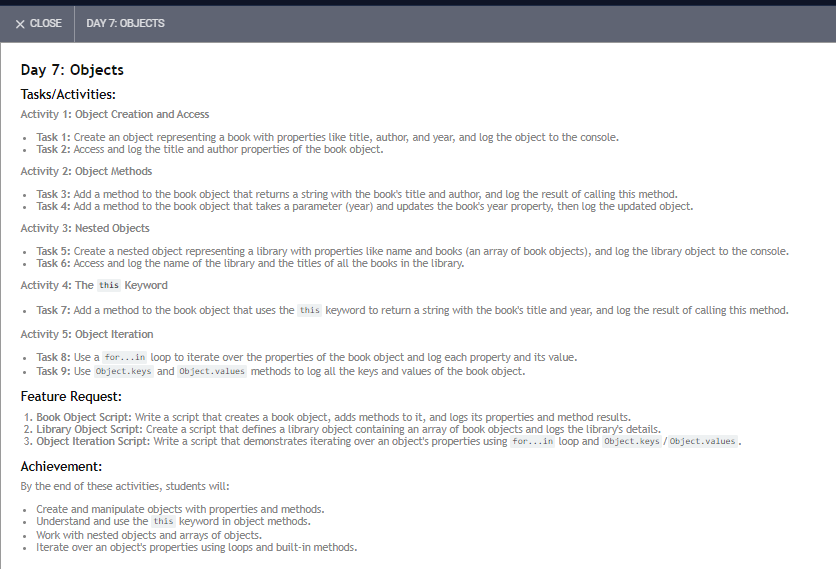 × CLOSE DAY 7: OBJECTS
Day 7: Objects
Tasks/Activities:
Activity 1: Object Creation and Access
• Task 1: Create an object representing a book with properties like title, author, and year, and log the object to the console.
• Task 2: Access and log the title and author properties of the book object.
Activity 2: Object Methods
• Task 3: Add a method to the book object that returns a string with the book's title and author, and log the result of calling this method.
• Task 4: Add a method to the book object that takes a parameter (year) and updates the book's year property, then log the updated object.
Activity 3: Nested Objects
• Task 5: Create a nested object representing a library with properties like name and books (an array of book objects), and log the library object to the console.
• Task 6: Access and log the name of the library and the titles of all the books in the library.
Activity 4: The this Keyword
• Task 7: Add a method to the book object that uses the this keyword to return a string with the book's title and year, and log the result of calling this method.
Activity 5: Object Iteration
• Task 8: Use a for...in loop to iterate over the properties of the book object and log each property and its value.
• Task 9: Use Object.keys and Object.values methods to log all the keys and values of the book object.
Feature Request:
1. Book Object Script: Write a script that creates a book object, adds methods to it, and logs its properties and method results.
2. Library Object Script: Create a script that defines a library object containing an array of book objects and logs the library's details.
3. Object Iteration Script: Write a script that demonstrates iterating over an object's properties using for...in loop and Object.keys/Object.values.
Achievement:
By the end of these activities, students will:
• Create and manipulate objects with properties and methods.
• Understand and use the this keyword in object methods.
• Work with nested objects and arrays of objects.
• Iterate over an object's properties using loops and built-in methods.